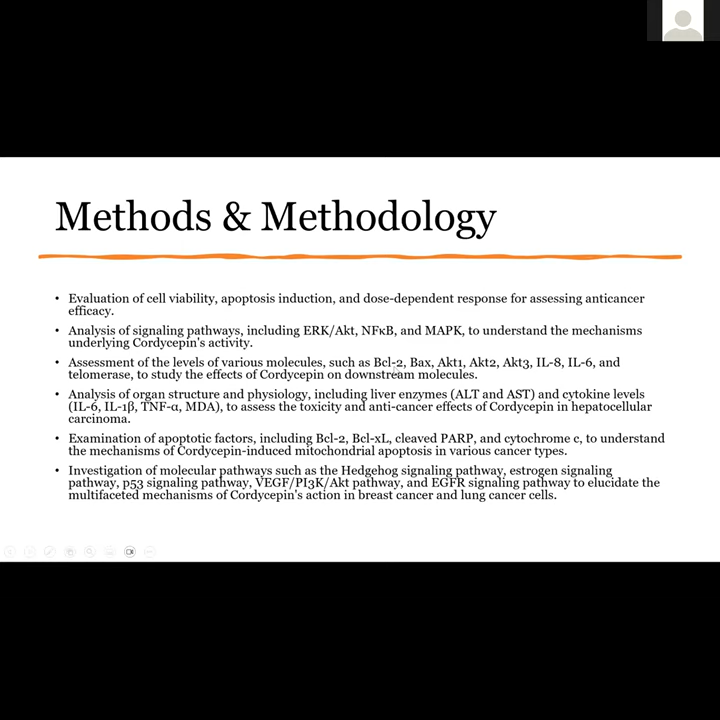 Methods & Methodology
• Evaluation of cell viability, apoptosis induction, and dose-dependent response for assessing anticancer
efficacy.
• Analysis of signaling pathways, including ERK/Akt, NFκB, and MAPK, to understand the mechanisms
underlying Cordycepin's activity.
• Assessment of the levels of various molecules, such as Bcl-2, Bax, Akt1, Akt2, Akt3, IL-8, IL-6, and
telomerase, to study the effects of Cordycepin on downstream molecules.
• Analysis of organ structure and physiology, including liver enzymes (ALT and AST) and cytokine levels
(IL-6, IL-1β, TNF-α, MDA), to assess the toxicity and anti-cancer effects of Cordycepin in hepatocellular
carcinoma.
• Examination of apoptotic factors, including Bcl-2, Bcl-xL, cleaved PARP, and cytochrome c, to understand
the mechanisms of Cordycepin-induced mitochondrial apoptosis in various cancer types.
• Investigation of molecular pathways such as the Hedgehog signaling pathway, estrogen signaling
pathway, p53 signaling pathway, VEGF/PI3K/Akt pathway, and EGFR signaling pathway to elucidate the
multifaceted mechanisms of Cordycepin's action in breast cancer and lung cancer cells.